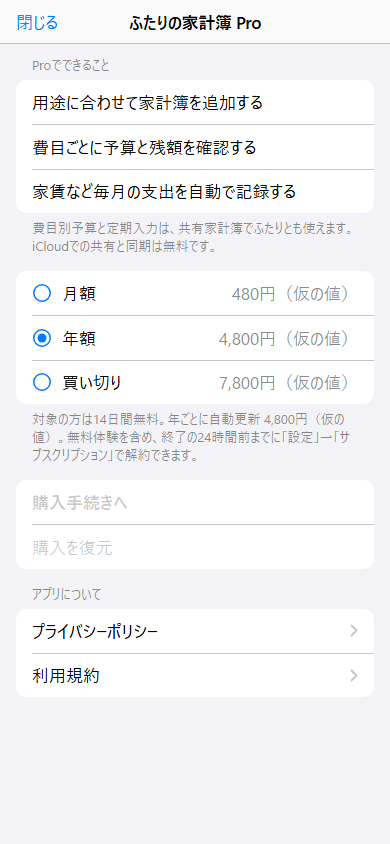 閉じる
ふたりの家計簿 Pro
Proでできること
用途に合わせて家計簿を追加する
費目ごとに予算と残額を確認する
家賃など毎月の支出を自動で記録する
費目別予算と定期入力は、共有家計簿でふたりとも使えます。
iCloudでの共有と同期は無料です。
月額 480円（仮の値）
年額 4,800円（仮の値）
買い切り 7,800円（仮の値）
対象の方は14日間無料。年ごとに自動更新 4,800円（仮の
値）。無料体験を含め、終了の24時間前までに「設定」→「サ
ブスクリプション」で解約できます。
購入手続きへ
購入を復元
アプリについて
プライバシーポリシー
利用規約